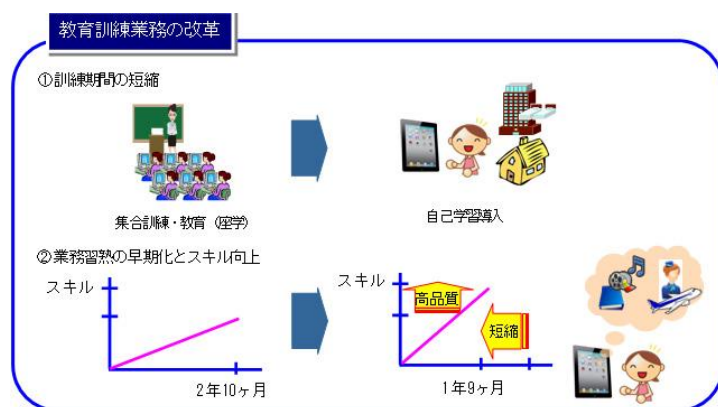 教育訓練業務の改革
①訓練期間の短縮
集合訓練・教育（座学）
自己学習導入
②業務習熟の早期化とスキル向上
スキル
2年10ヶ月
スキル
高品質
短縮
1年9ヶ月